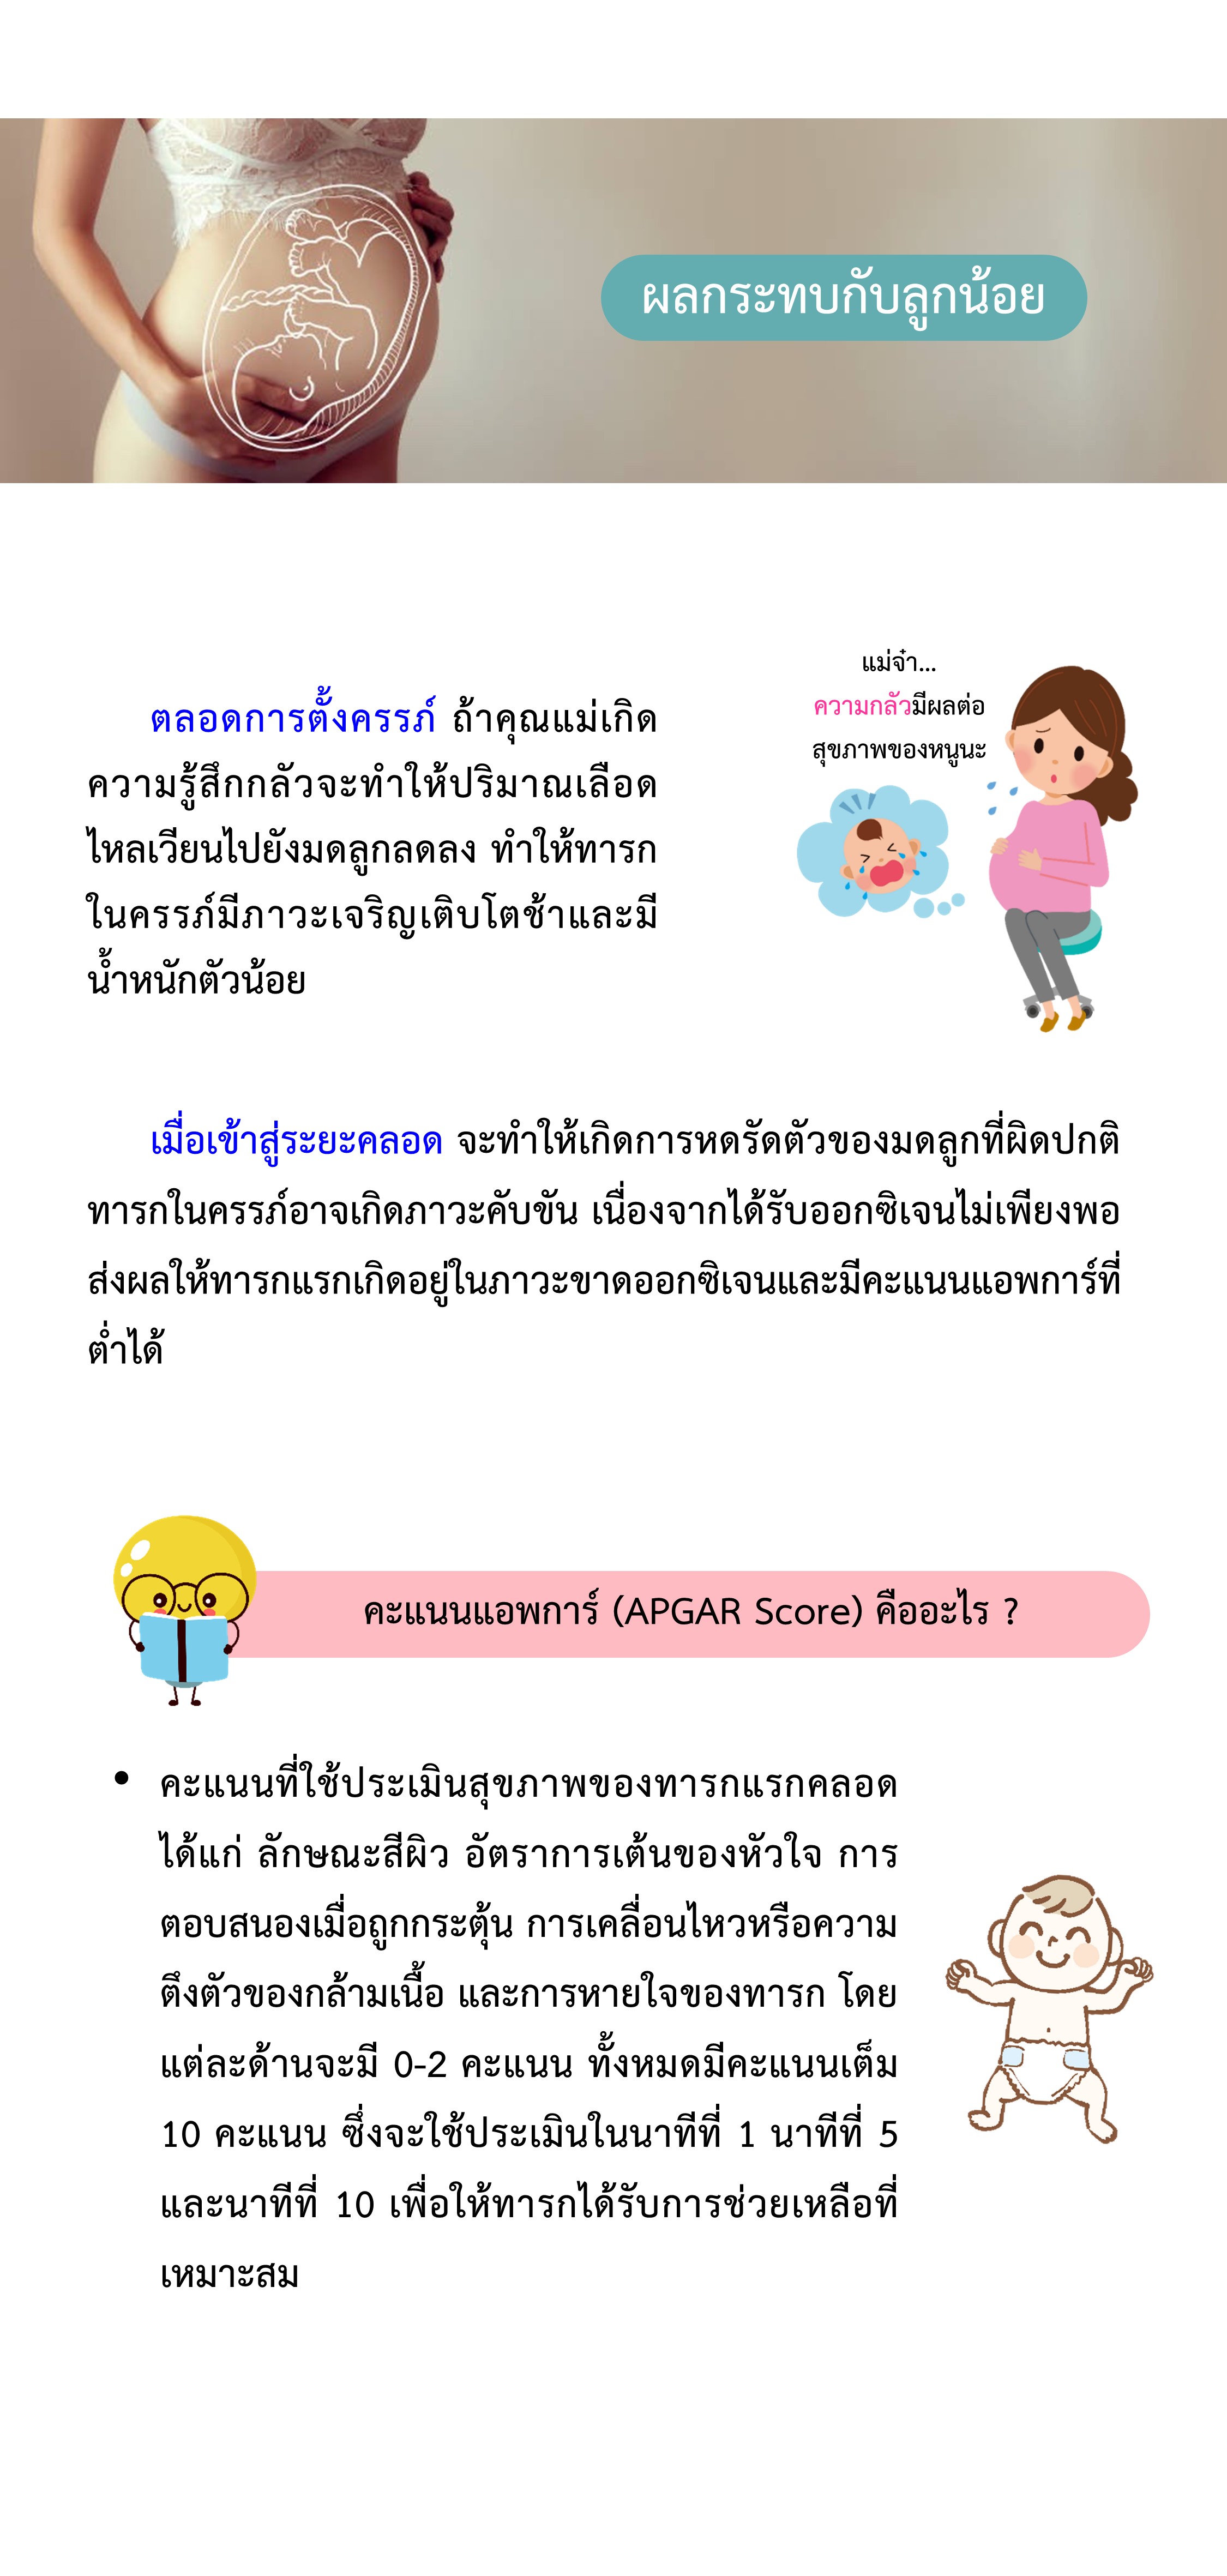 ผลกระทบกับลูกน้อย
แม่จ๋า...
ความกลัวมีผลต่อ
สุขภาพของหนูนะ
ตลอดการตั้งครรภ์ ถ้าคุณแม่เกิด
ความรู้สึกกลัวจะทำให้ปริมาณเลือด
ไหลเวียนไปยังมดลูกลดลง ทำให้ทารก
ในครรภ์มีภาวะเจริญเติบโตช้าและมี
น้ำหนักตัวน้อย
เมื่อเข้าสู่ระยะคลอด จะทำให้เกิดการหดรัดตัวของมดลูกที่ผิดปกติ
ทารกในครรภ์อาจเกิดภาวะคับขัน เนื่องจากได้รับออกซิเจนไม่เพียงพอ
ส่งผลให้ทารกแรกเกิดอยู่ในภาวะขาดออกซิเจนและมีคะแนนแอพการ์ที่
ต่ำได้
คะแนนแอพการ์ (APGAR Score) คืออะไร ?
• คะแนนที่ใช้ประเมินสุขภาพของทารกแรกคลอด
ได้แก่ ลักษณะสีผิว อัตราการเต้นของหัวใจ การ
ตอบสนองเมื่อถูกกระตุ้น การเคลื่อนไหวหรือความ
ตึงตัวของกล้ามเนื้อ และการหายใจของทารก โดย
แต่ละด้านจะมี 0-2 คะแนน ทั้งหมดมีคะแนนเต็ม
10 คะแนน ซึ่งจะใช้ประเมินในนาทีที่ 1 นาทีที่ 5
และนาทีที่ 10 เพื่อให้ทารกได้รับการช่วยเหลือที่
เหมาะสม